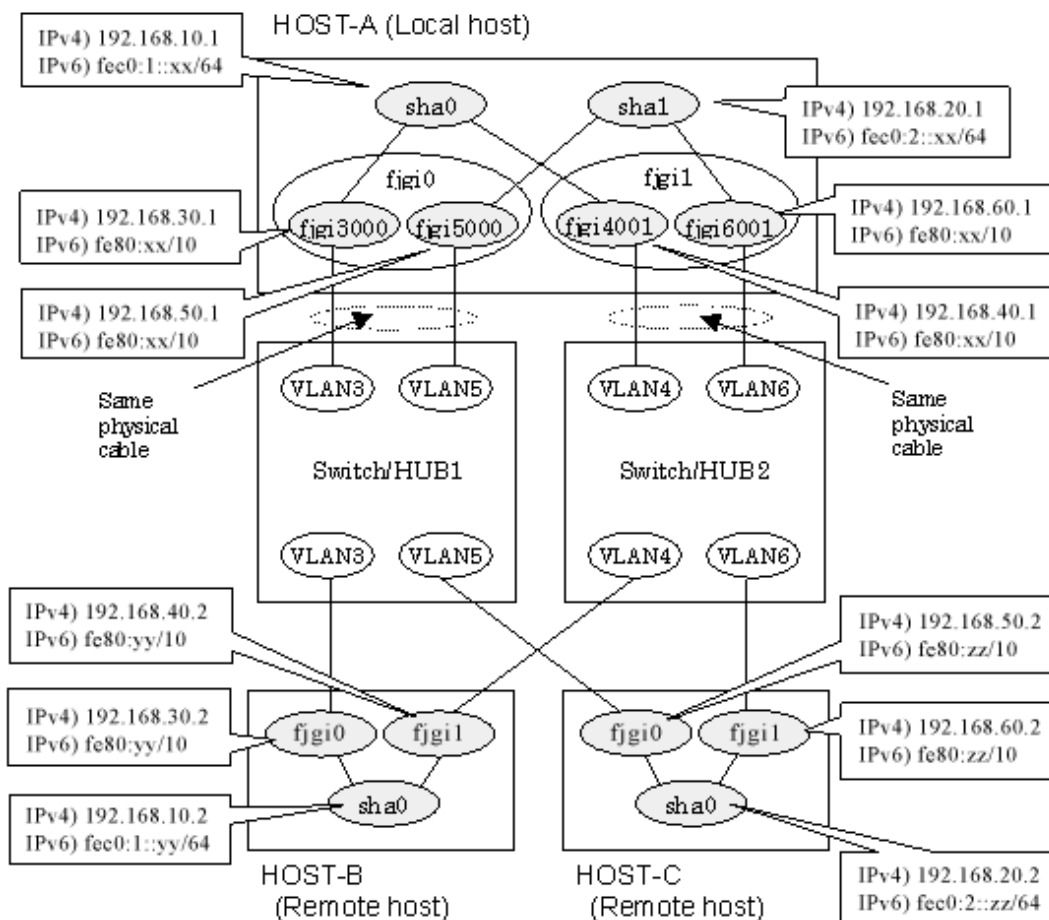 HOST-A (Local host)
IPv4) 192.168.10.1
IPv6) fec0:1::xx/64
sha0
sha1
IPv4) 192.168.20.1
IPv6) fec0:2::xx/64
fjgi0
fjgi1
IPv4) 192.168.30.1
IPv6) fe80:xx/10
fjgi3000
fjgi5000
fjgi4001
fjgi6001
IPv4) 192.168.60.1
IPv6) fe80:xx/10
IPv4) 192.168.50.1
IPv6) fe80:xx/10
IPv4) 192.168.40.1
IPv6) fe80:xx/10
Same
physical
cable
VLAN3
VLAN5
VLAN4
VLAN6
Same
physical
cable
Switch/HUB1
Switch/HUB2
VLAN3
VLAN5
VLAN4
VLAN6
IPv4) 192.168.40.2
IPv6) fe80:yy/10
IPv4) 192.168.50.2
IPv6) fe80:zz/10
IPv4) 192.168.30.2
IPv6) fe80:yy/10
fjgi0
fjgi1
fjgi0
fjgi1
IPv4) 192.168.60.2
IPv6) fe80:zz/10
IPv4) 192.168.10.2
IPv6) fec0:1::yy/64
sha0
sha0
HOST-B
(Remote host)
HOST-C
(Remote host)
IPv4) 192.168.20.2
IPv6) fec0:2::zz/64